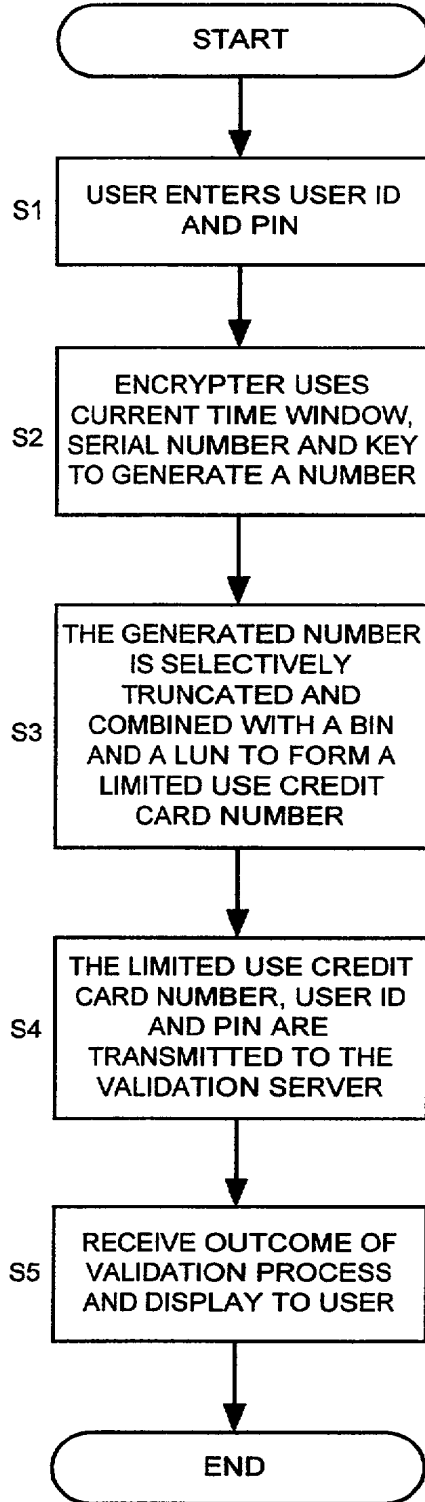 START
S1
USER ENTERS USER ID
AND PIN
S2
ENCRYPTER USES
CURRENT TIME WINDOW,
SERIAL NUMBER AND KEY
TO GENERATE A NUMBER
S3
THE GENERATED NUMBER
IS SELECTIVELY
TRUNCATED AND
COMBINED WITH A BIN
AND A LUN TO FORM A
LIMITED USE CREDIT
CARD NUMBER
S4
THE LIMITED USE CREDIT
CARD NUMBER, USER ID
AND PIN ARE
TRANSMITTED TO THE
VALIDATION SERVER
S5
RECEIVE OUTCOME OF
VALIDATION PROCESS
AND DISPLAY TO USER
END